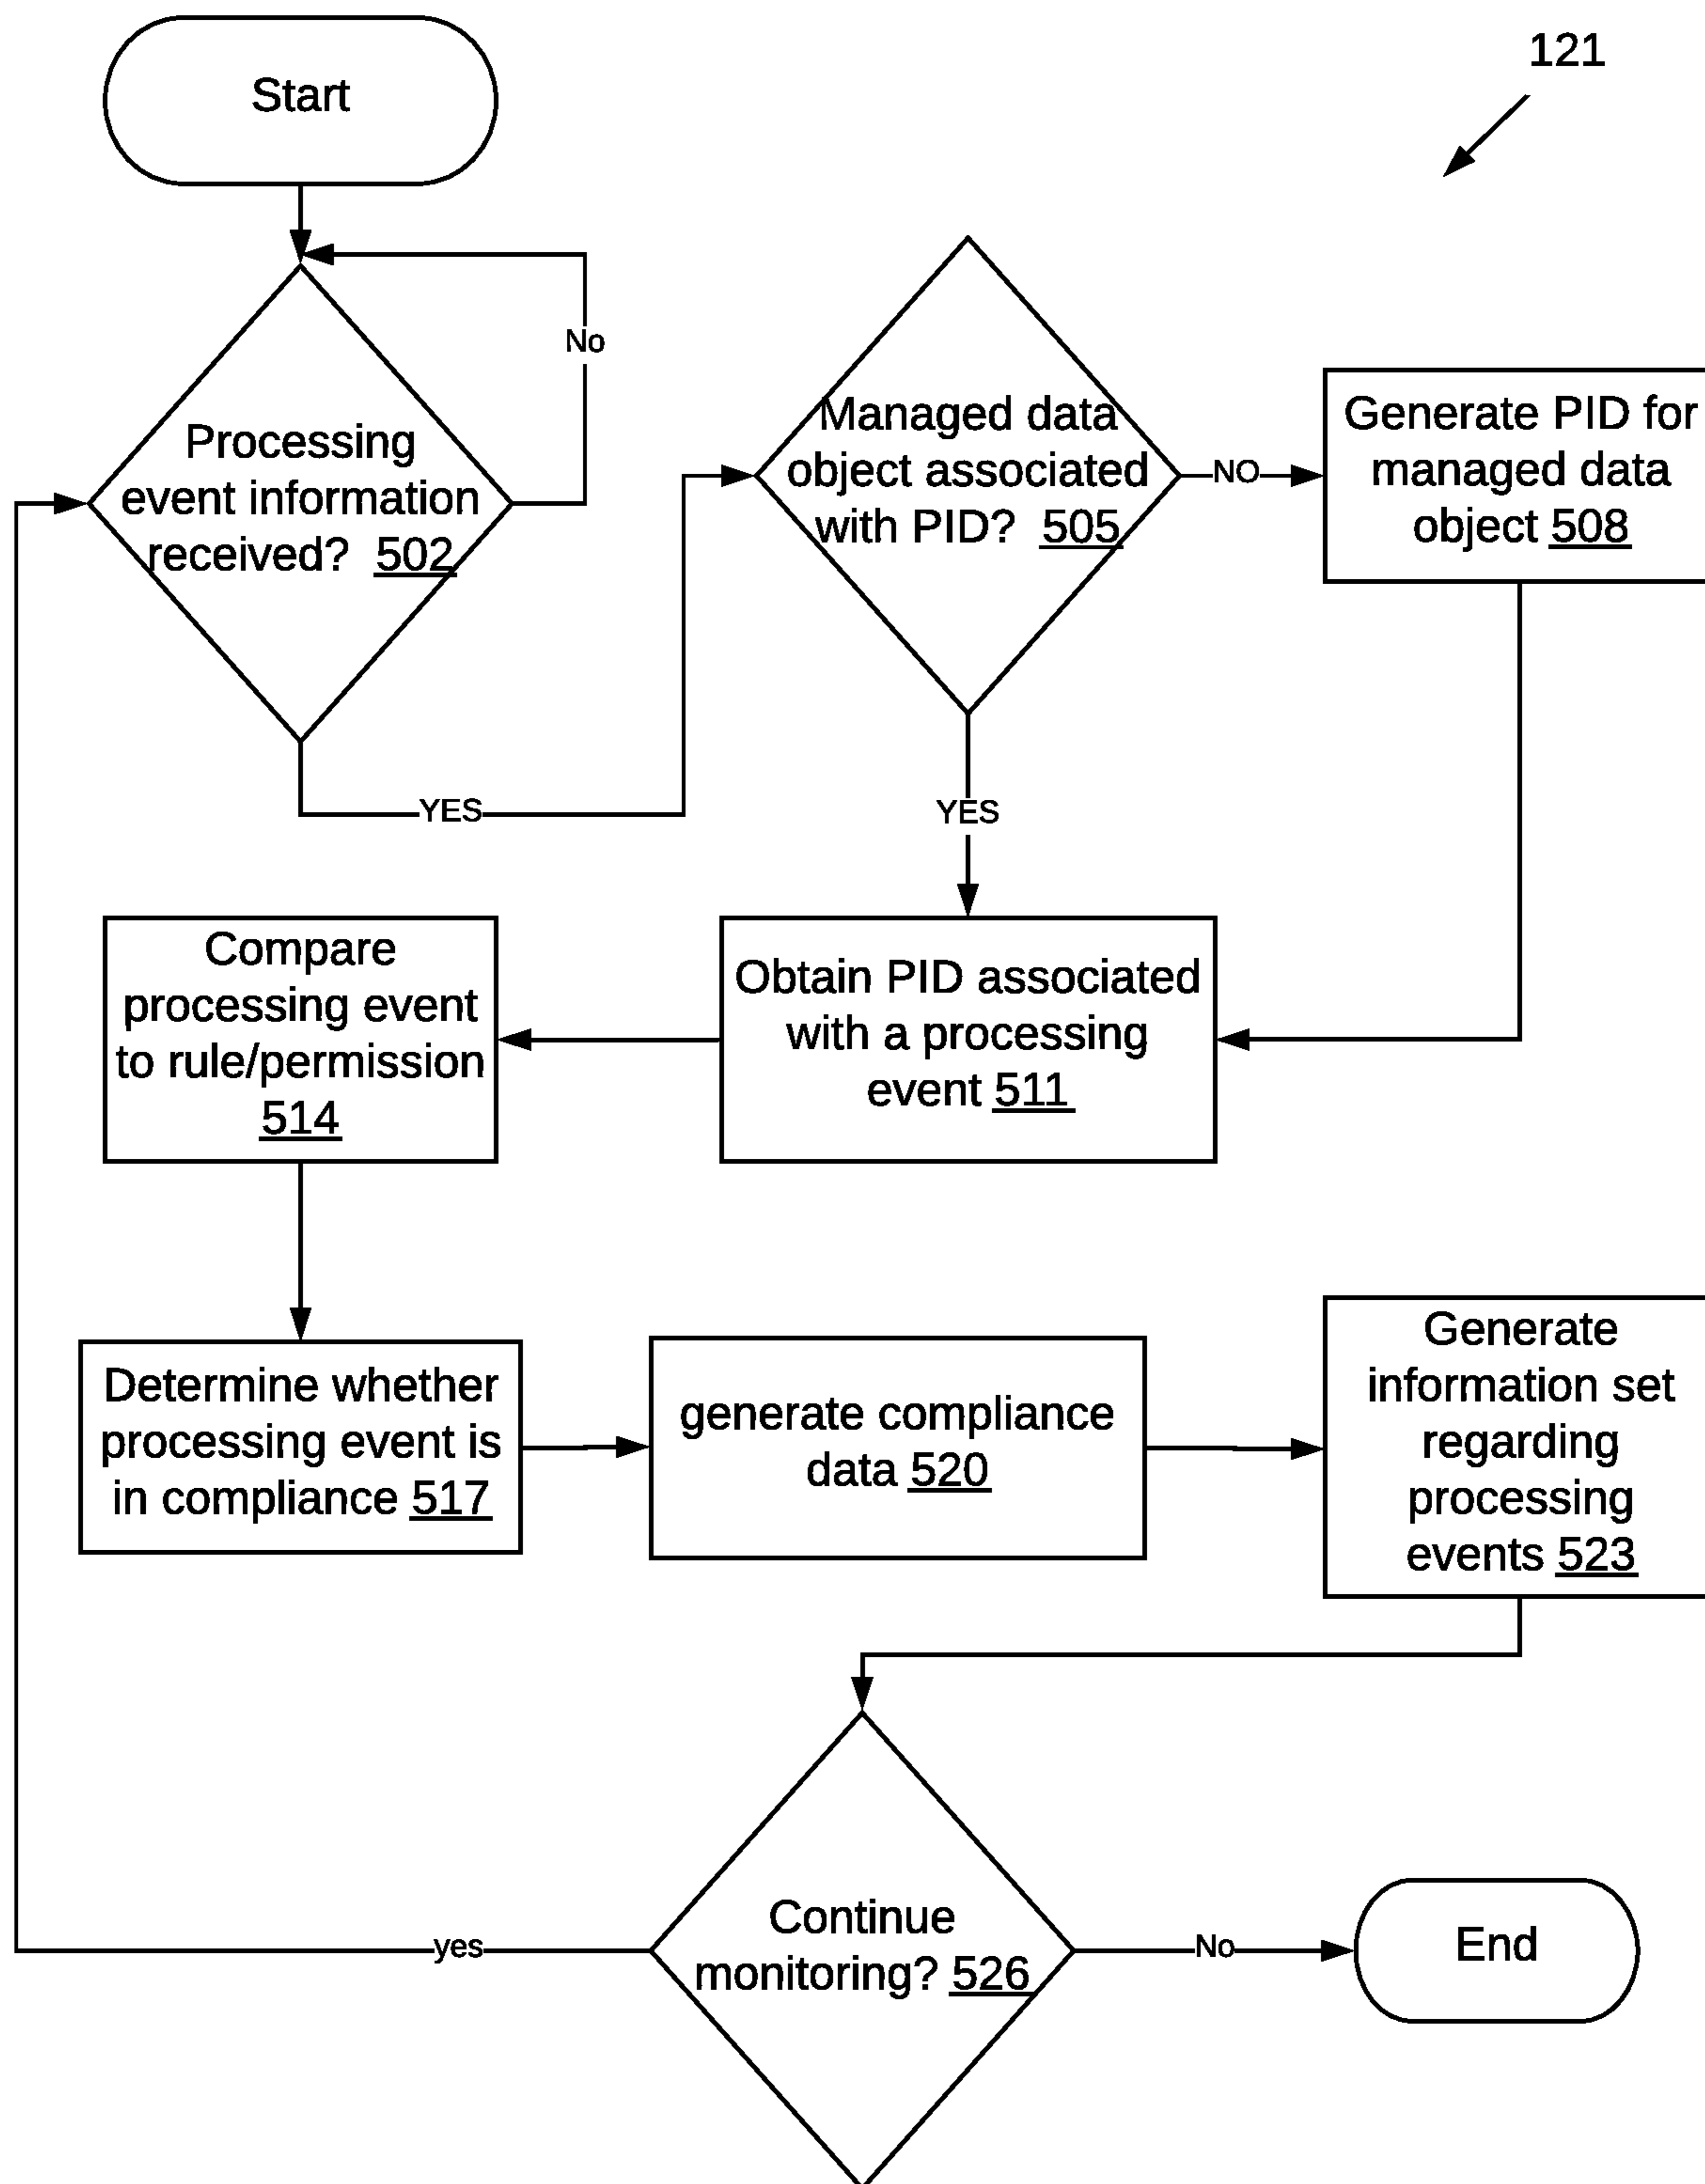 Start
121
No
Processing
event information
received? 502
Managed data
object associated
with PID? 505
NO
Generate PID for
managed data
object 508
YES
YES
Compare
processing event
to rule/permission
514
Obtain PID associated
with a processing
event 511
Determine whether
processing event is
in compliance 517
generate compliance
data 520
Generate
information set
regarding
processing
events 523
Continue
monitoring? 526
yes
No
End